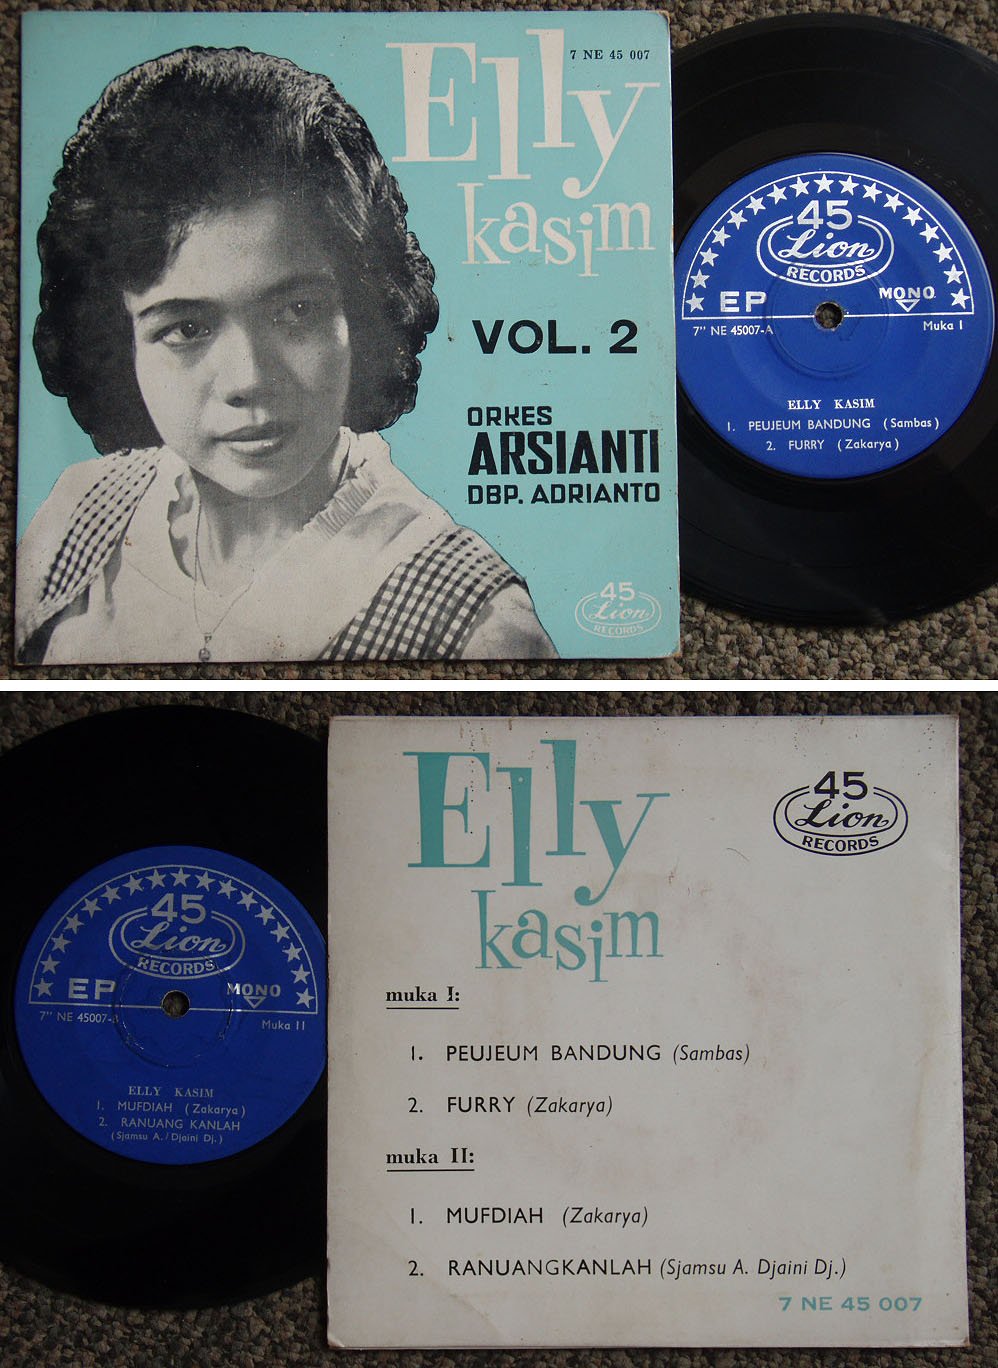 7 NE 45 007
Elly
kasim
VOL. 2
ORKES
ARSIANTI
DBP. ADRIANTO
45
Lion
RECORDS
45
Lion
RECORDS
EP
MONO
7" NE 45007-A
Muka I
ELLY KASIM
1. PEUJEUM BANDUNG (Sambas)
2. FURRY (Zakarya)
45
Lion
RECORDS
EP
MONO
7" NE 45007-B
Muka II
ELLY KASIM
1. MUFDIAH (Zakarya)
2. RANUANG KANLAH
(Sjamsu A./Djaini Dj.)
Elly
kasim
45
Lion
RECORDS
muka I:
1. PEUJEUM BANDUNG (Sambas)
2. FURRY (Zakarya)
muka II:
1. MUFDIAH (Zakarya)
2. RANUANGKANLAH (Sjamsu A. Djaini Dj.)
7 NE 45 007